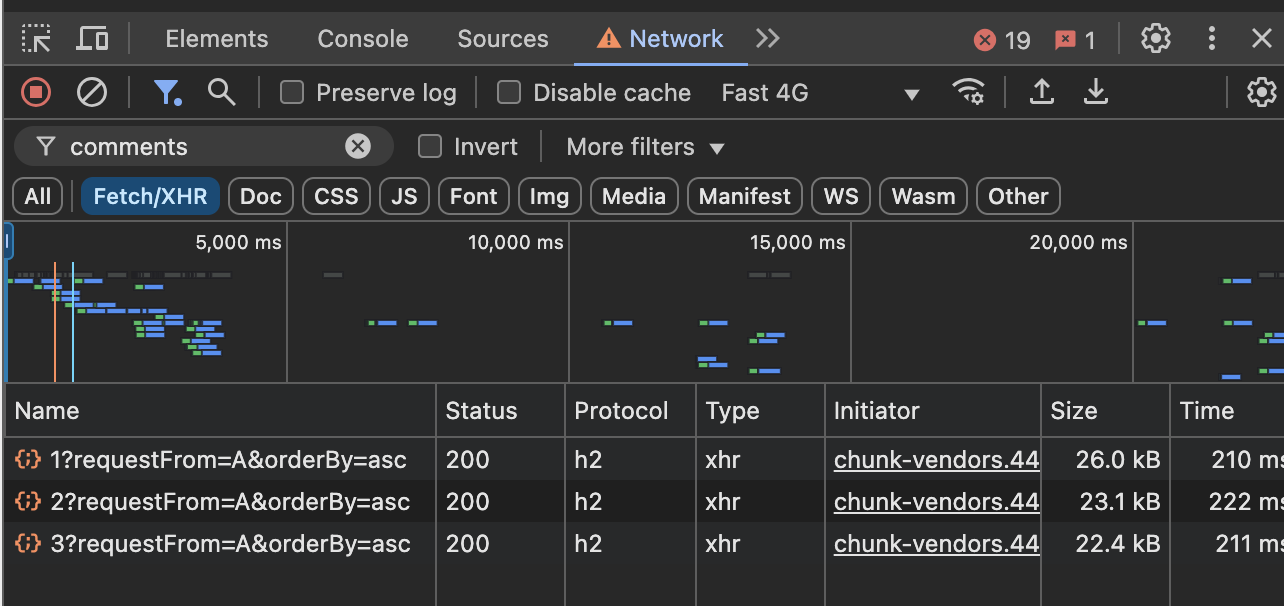 Elements Console Sources Network 19 1
Preserve log Disable cache Fast 4G
comments Invert More filters
All Fetch/XHR Doc CSS JS Font Img Media Manifest WS Wasm Other
5,000 ms 10,000 ms 15,000 ms 20,000 ms
Name Status Protocol Type Initiator Size Time
1?requestFrom=A&orderBy=asc 200 h2 xhr chunk-vendors.44 26.0 kB 210 ms
2?requestFrom=A&orderBy=asc 200 h2 xhr chunk-vendors.44 23.1 kB 222 ms
3?requestFrom=A&orderBy=asc 200 h2 xhr chunk-vendors.44 22.4 kB 211 ms